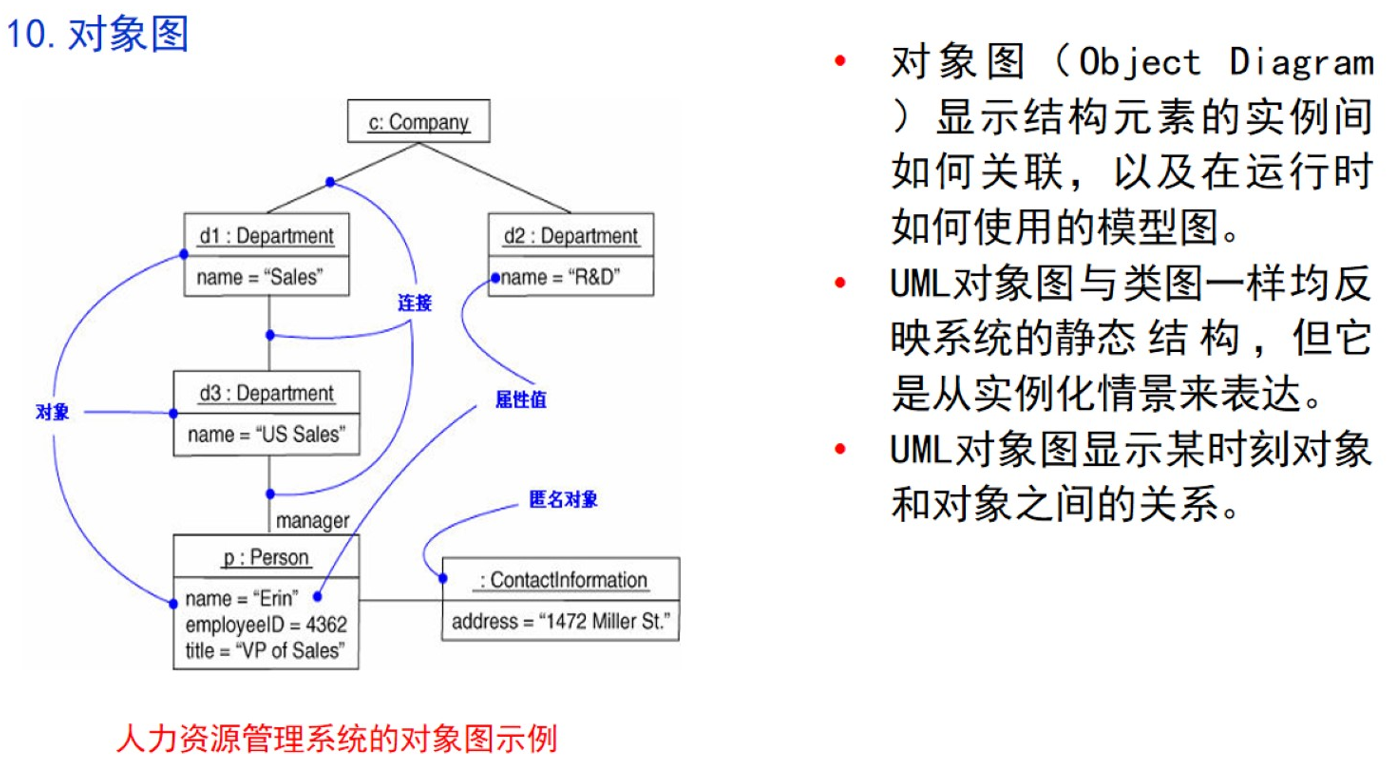 10.对象图
c: Company
d1 : Department
name = “Sales”
d2 : Department
name = “R&D”
连接
d3 : Department
name = “US Sales”
对象
属性值
匿名对象
manager
p : Person
name = “Erin”
employeeID = 4362
title = “VP of Sales”
: ContactInformation
address = “1472 Miller St.”
人力资源管理系统的对象图示例
• 对象图（Object Diagram
）显示结构元素的实例间
如何关联，以及在运行时
如何使用的模型图。
• UML对象图与类图一样均反
映系统的静态结构，但它
是从实例化情景来表达。
• UML对象图显示某时刻对象
和对象之间的关系。